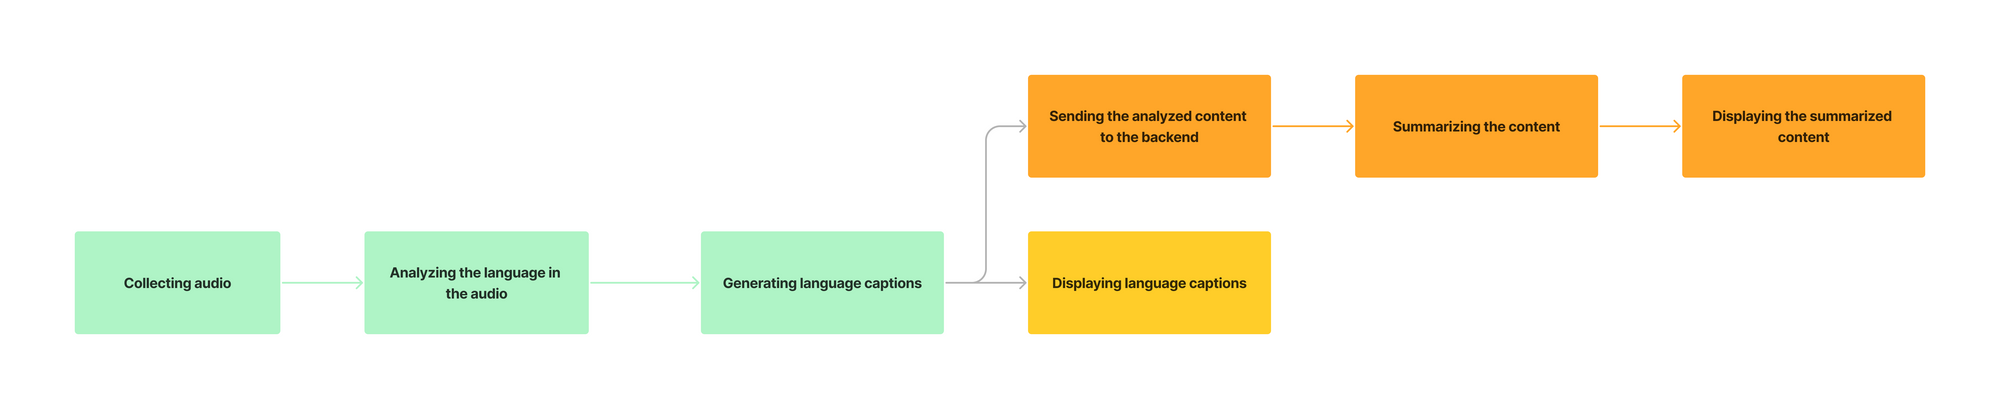 Sending the analyzed content
to the backend
Summarizing the content
Displaying the summarized
content
Collecting audio
Analyzing the language in
the audio
Generating language captions
Displaying language captions